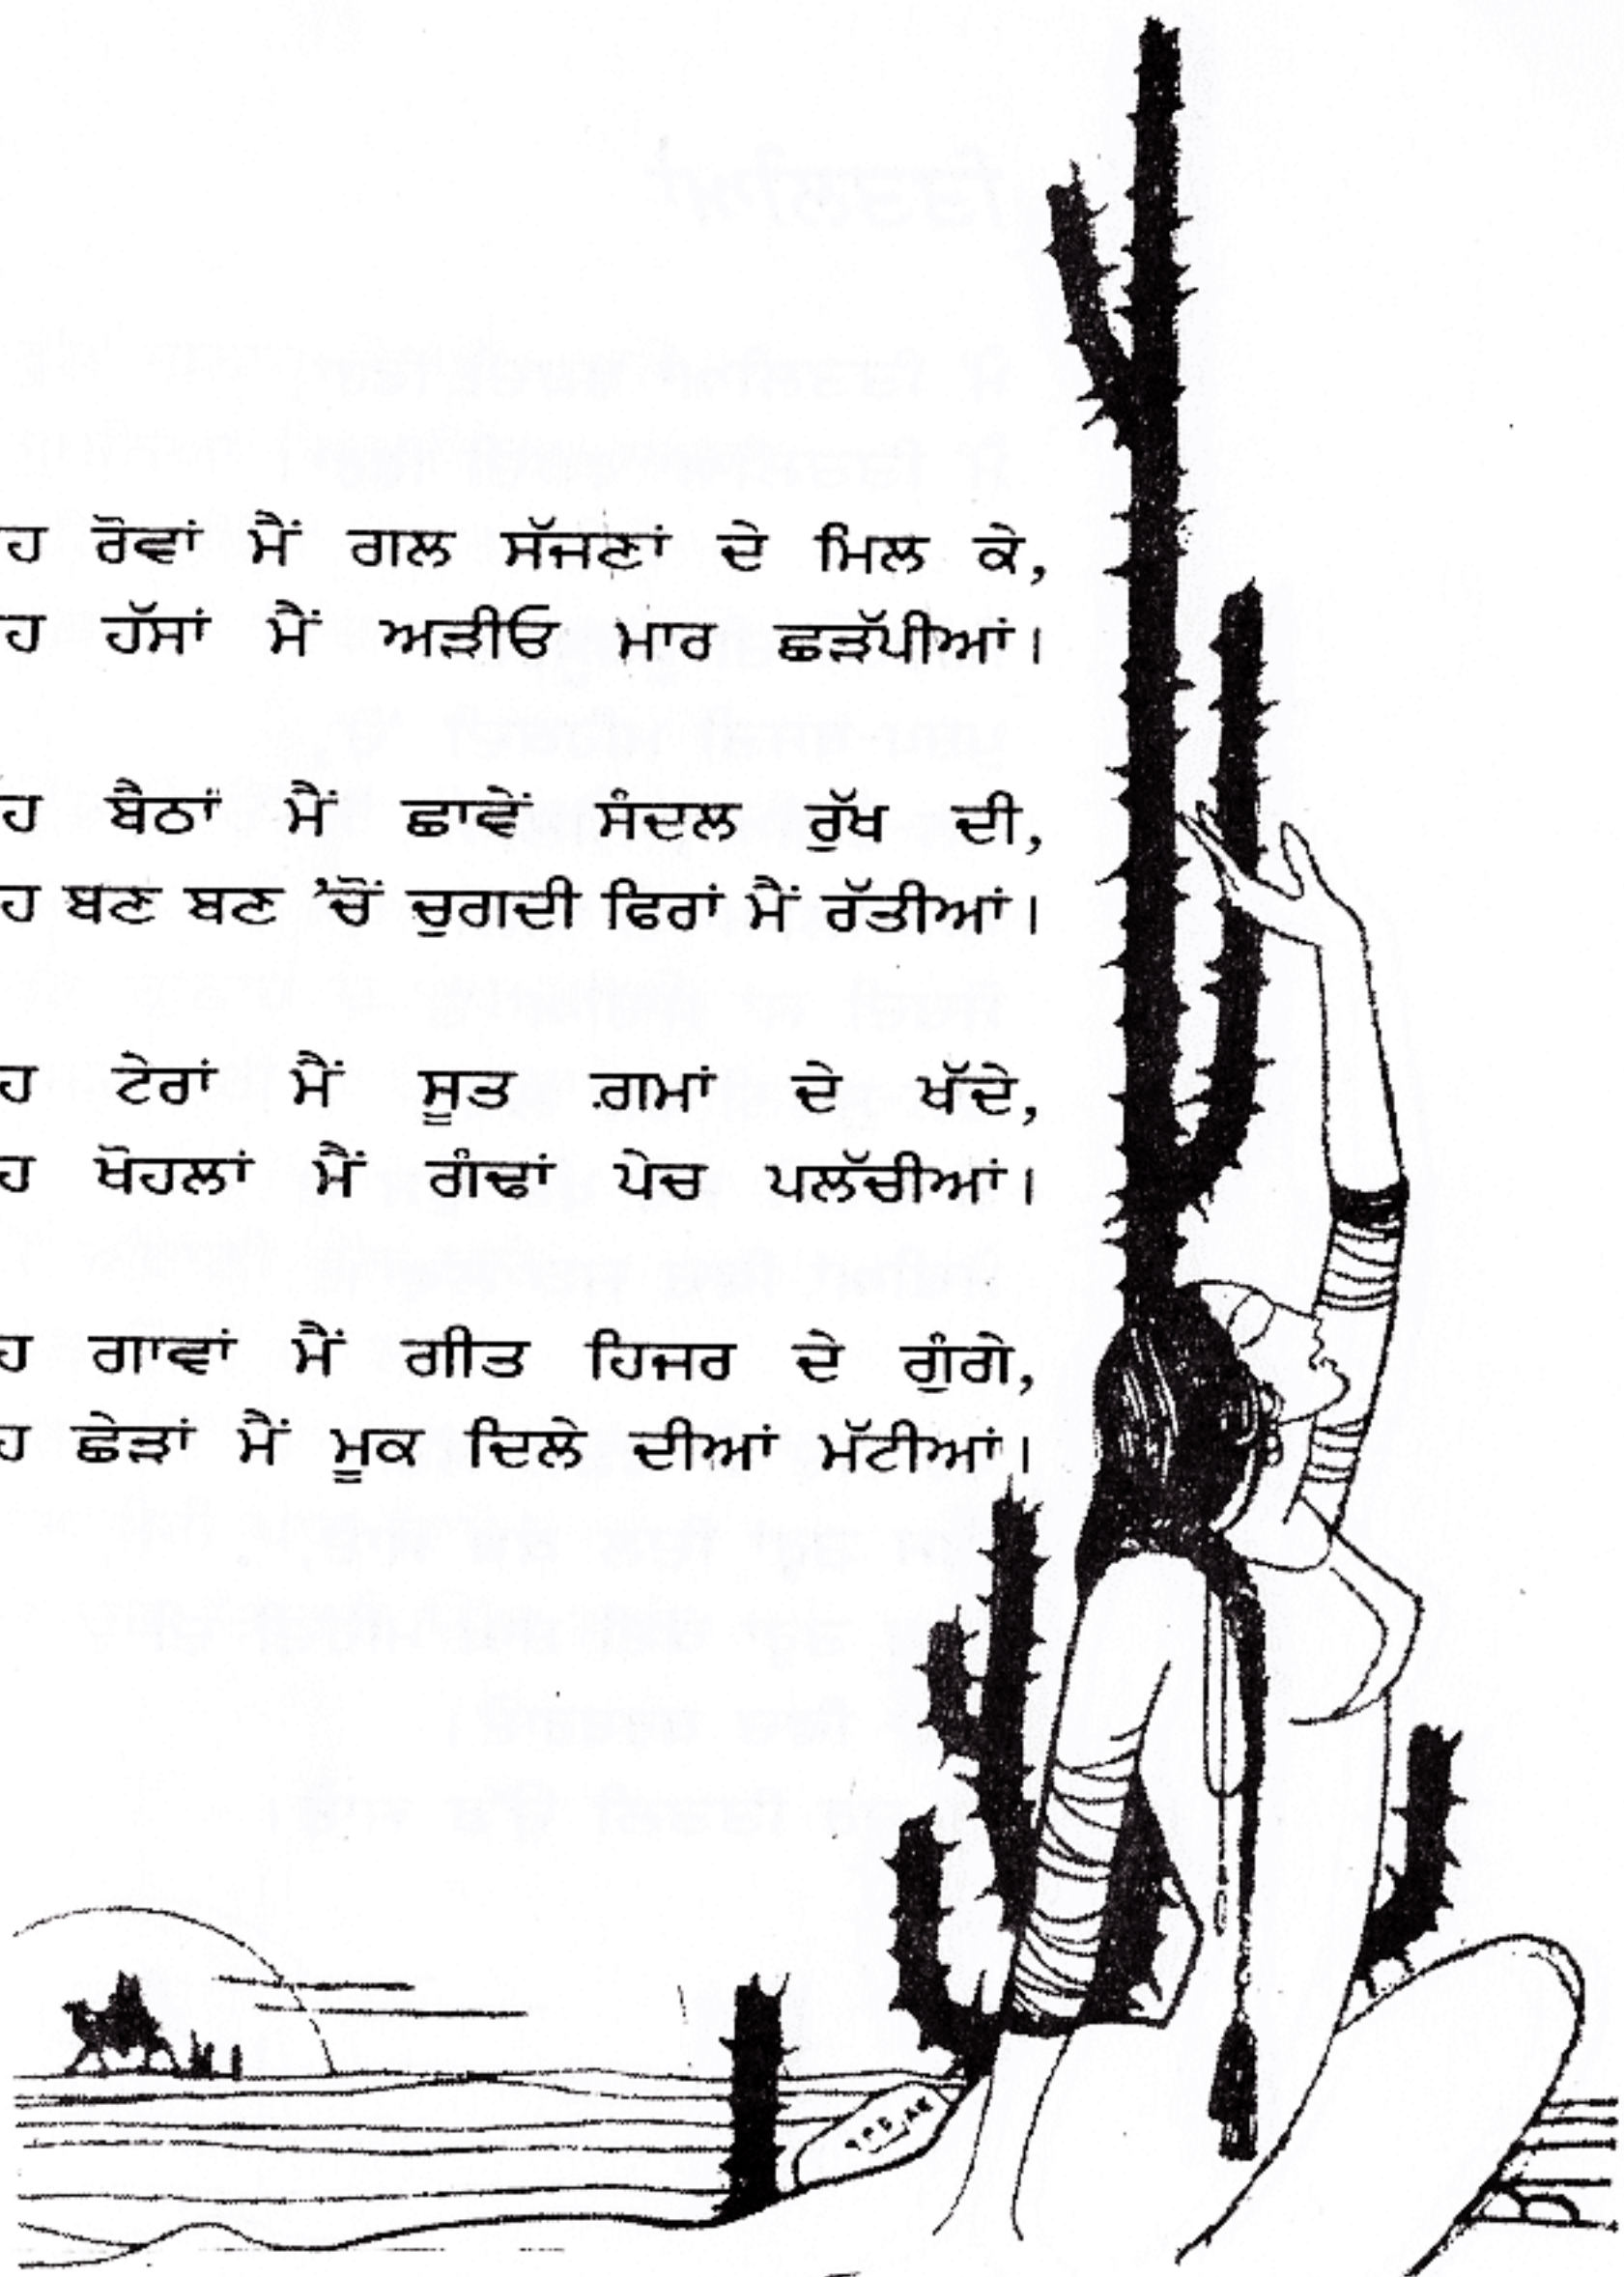 ਹ ਰੋਵਾਂ ਮੈਂ ਗਲ ਸੱਜਣਾਂ ਦੇ ਮਿਲ ਕੇ,
ਹ ਹੱਸਾਂ ਮੈਂ ਅੜੀਓ ਮਾਰ ਛੜੱਪੀਆਂ।
ਹ ਬੈਠਾਂ ਮੈਂ ਛਾਵੇਂ ਸੰਦਲ ਰੁੱਖ ਦੀ,
ਹ ਬਣ ਬਣ ’ਚੋਂ ਚੁਗਦੀ ਫਿਰਾਂ ਮੈਂ ਰੱਤੀਆਂ।
ਹ ਟੇਰਾਂ ਮੈਂ ਸੂਤ ਗ਼ਮਾਂ ਦੇ ਖੱਦੇ,
ਹ ਖੋਹਲਾਂ ਮੈਂ ਗੰਢਾਂ ਪੇਚ ਪਲੱਚੀਆਂ।
ਹ ਗਾਵਾਂ ਮੈਂ ਗੀਤ ਹਿਜਰ ਦੇ ਗੁੰਗੇ,
ਹ ਛੇੜਾਂ ਮੈਂ ਮੂਕ ਦਿਲੇ ਦੀਆਂ ਮੱਟੀਆਂ।